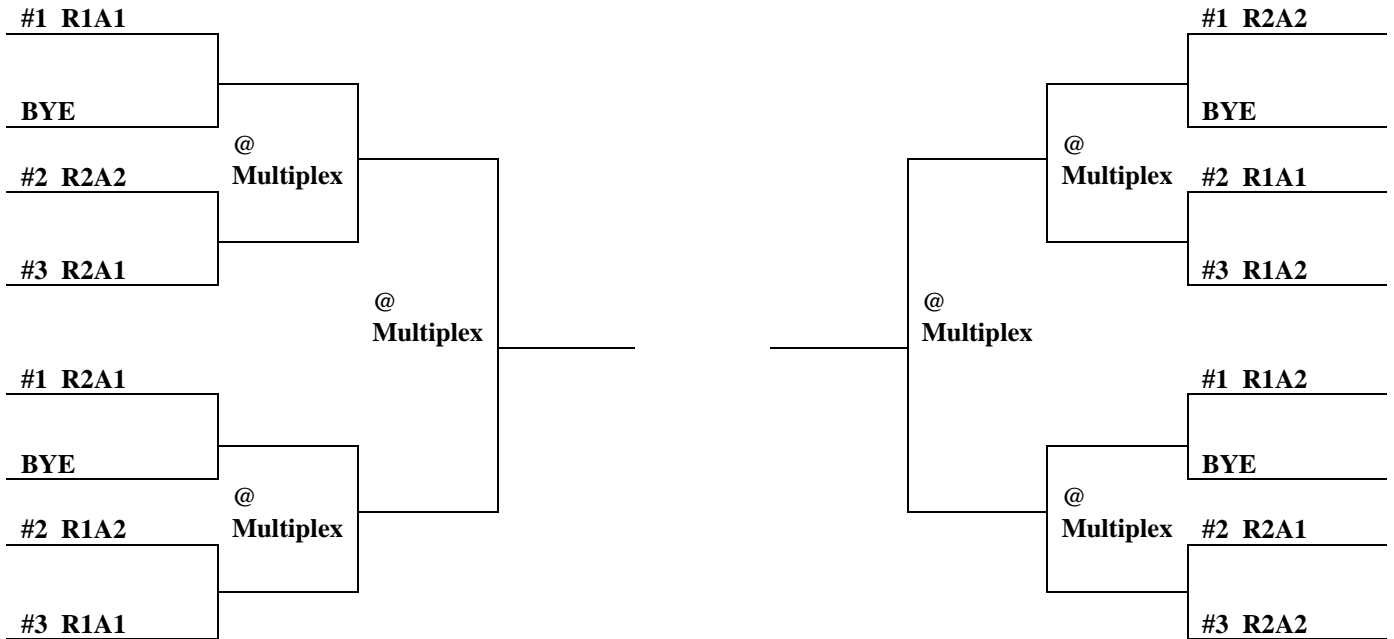 #1 R1A1
BYE
@
Multiplex
#2 R2A2
#3 R2A1
@
Multiplex
#1 R2A1
BYE
@
Multiplex
#2 R1A2
#3 R1A1
#1 R2A2
BYE
@
Multiplex
#2 R1A1
#3 R1A2
@
Multiplex
#1 R1A2
BYE
@
Multiplex
#2 R2A1
#3 R2A2